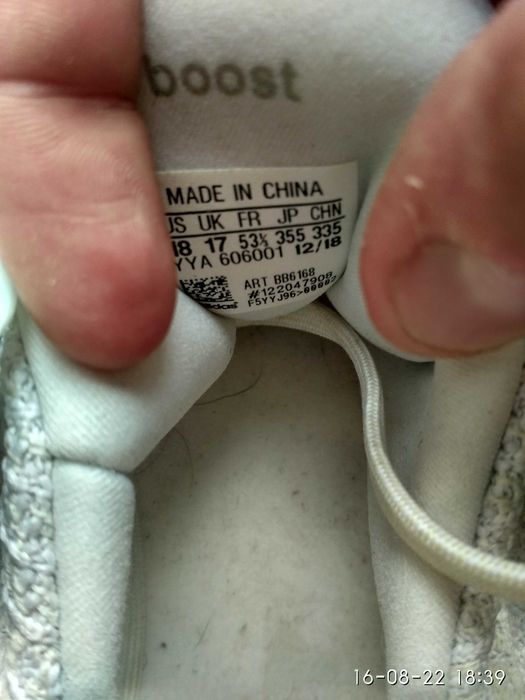 boost
MADE IN CHINA
US UK FR JP CHN
18 17 53⅓ 355 335
YYA 606001 12/18
ART BB6168
#122047908
F5YYJ96>00002
adidas
16-08-22 18:39